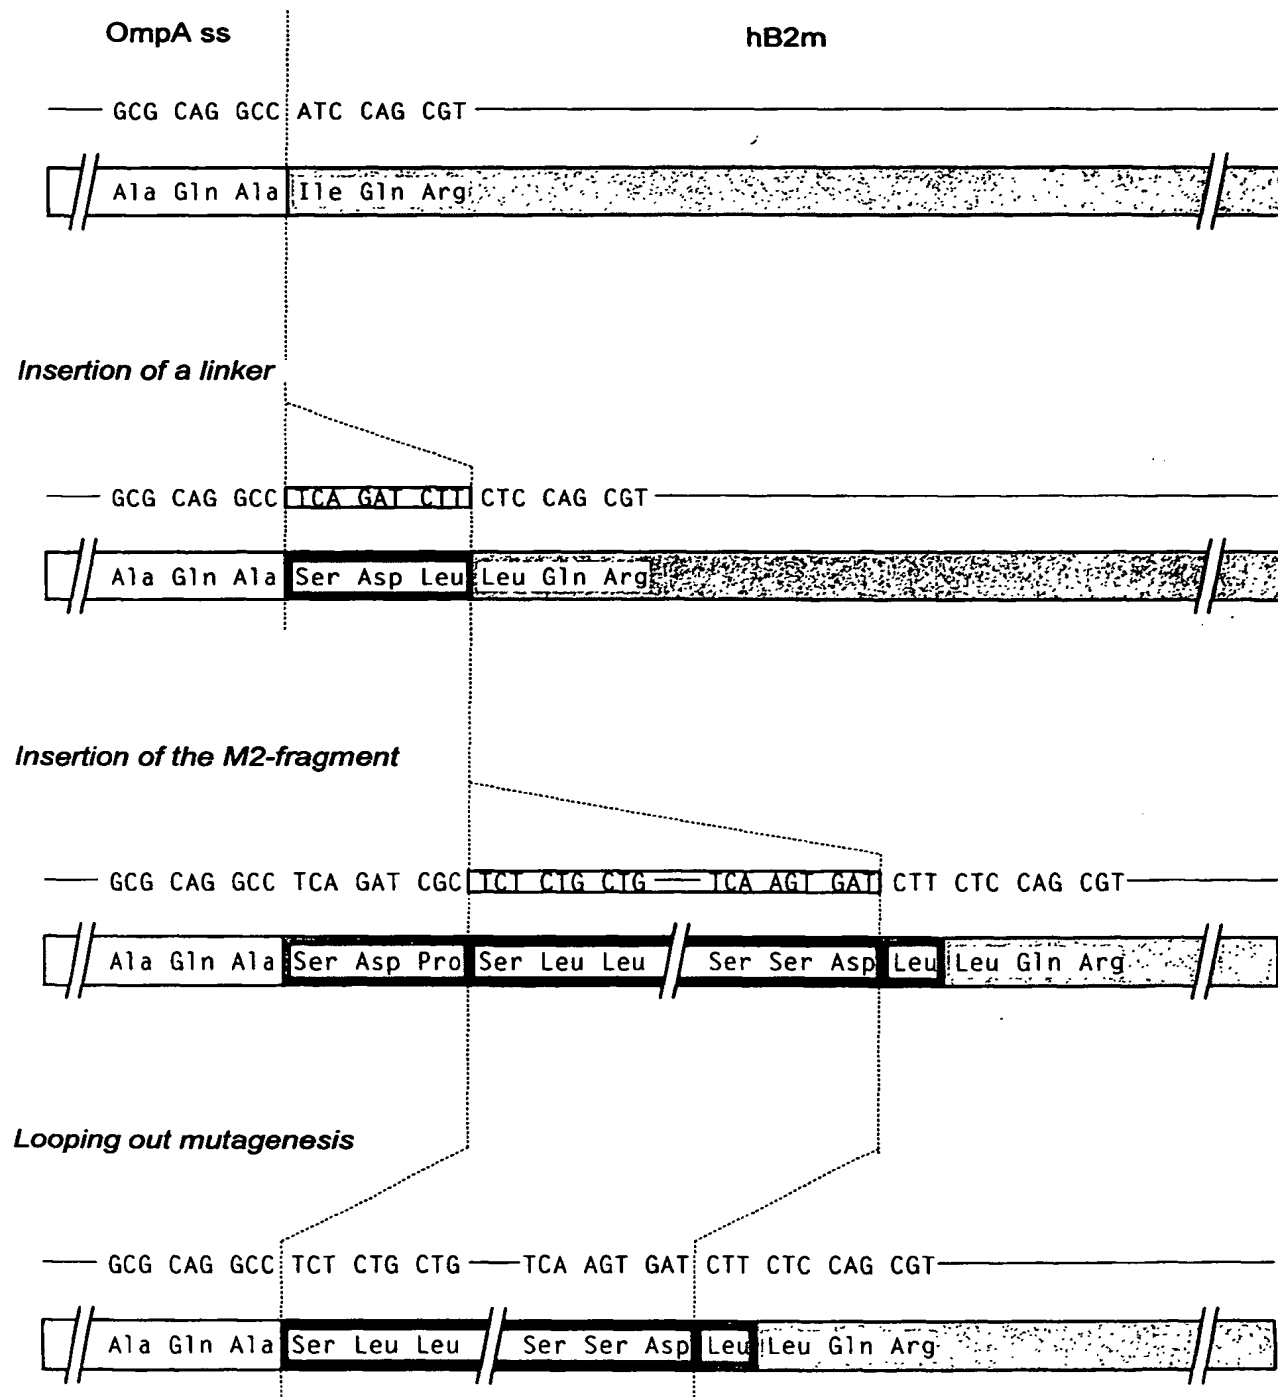 OmpA ss hB2m
GCG CAG GCC ATC CAG CGT
Ala Gln Ala Ile Gln Arg
Insertion of a linker
GCG CAG GCC TCA GAT CTT CTC CAG CGT
Ala Gln Ala Ser Asp Leu Leu Gln Arg
Insertion of the M2-fragment
GCG CAG GCC TCA GAT CGC TCT CTG CTG TCA AGT GAT CTT CTC CAG CGT
Ala Gln Ala Ser Asp Pro Ser Leu Leu Ser Ser Asp Leu Leu Gln Arg
Looping out mutagenesis
GCG CAG GCC TCT CTG CTG TCA AGT GAT CTT CTC CAG CGT
Ala Gln Ala Ser Leu Leu Ser Ser Asp Leu Leu Gln Arg